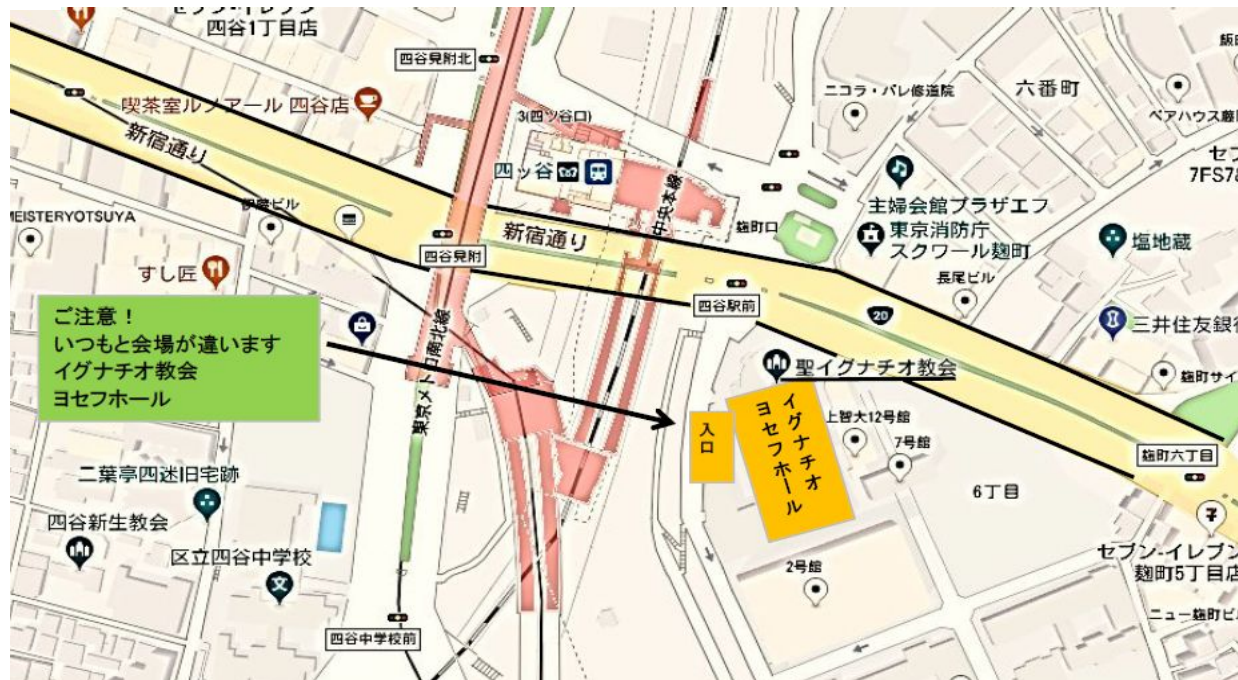 セブン-イレブン
四谷1丁目店
四谷見附北
喫茶室ルノアール 四谷店
新宿通り
3(四ツ谷口)
四ツ谷
中央本線
ニコラ・バレ修道院
六番町
ベアハウス麹
7FS78
主婦会館プラザエフ
東京消防庁
スクワール麹町
塩地蔵
麹町口
長尾ビル
MEISTERYOTSUYA
伊藤ビル
新宿通り
四谷見附
四谷駅前
20
すし匠
三井住友銀行
ご注意！
いつもと会場が違います
イグナチオ教会
ヨセフホール
東京メトロ南北線
聖イグナチオ教会
イグナチオ
ヨセフホール
入口
上智大12号館
7号館
麹町サイ
麹町六丁目
6丁目
二葉亭四迷旧宅跡
四谷新生教会
区立四谷中学校
2号館
セブン-イレブン
麹町5丁目店
ニュー麹町ビル
四谷中学校前